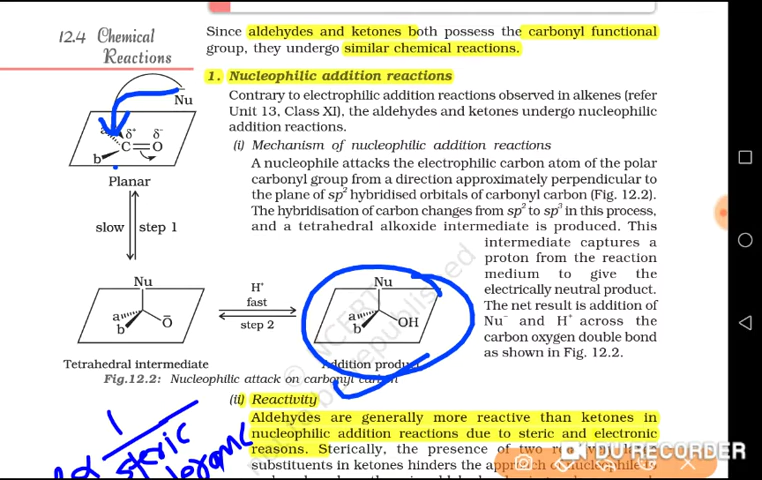 12.4 Chemical
Reactions
Since aldehydes and ketones both possess the carbonyl functional
group, they undergo similar chemical reactions.
1. Nucleophilic addition reactions
Contrary to electrophilic addition reactions observed in alkenes (refer
Unit 13, Class XI), the aldehydes and ketones undergo nucleophilic
addition reactions.
(i) Mechanism of nucleophilic addition reactions
A nucleophile attacks the electrophilic carbon atom of the polar
carbonyl group from a direction approximately perpendicular to
the plane of sp² hybridised orbitals of carbonyl carbon (Fig. 12.2).
The hybridisation of carbon changes from sp² to sp³ in this process,
and a tetrahedral alkoxide intermediate is produced. This
intermediate captures a
proton from the reaction
medium to give the
electrically neutral product.
The net result is addition of
Nu⁻ and H⁺ across the
carbon oxygen double bond
as shown in Fig. 12.2.
Nu
a δ⁺ δ⁻
b C=O
Planar
slow step 1
Nu
a
b O⁻
Tetrahedral intermediate
H⁺
fast
step 2
Nu
a
b OH
Addition product
Fig.12.2: Nucleophilic attack on carbonyl carbon
(ii) Reactivity
Aldehydes are generally more reactive than ketones in
nucleophilic addition reactions due to steric and electronic
reasons. Sterically, the presence of two
substituents in ketones hinders the approach of nucleophile
1
steric
© NCERT
republished
DU RECORDER